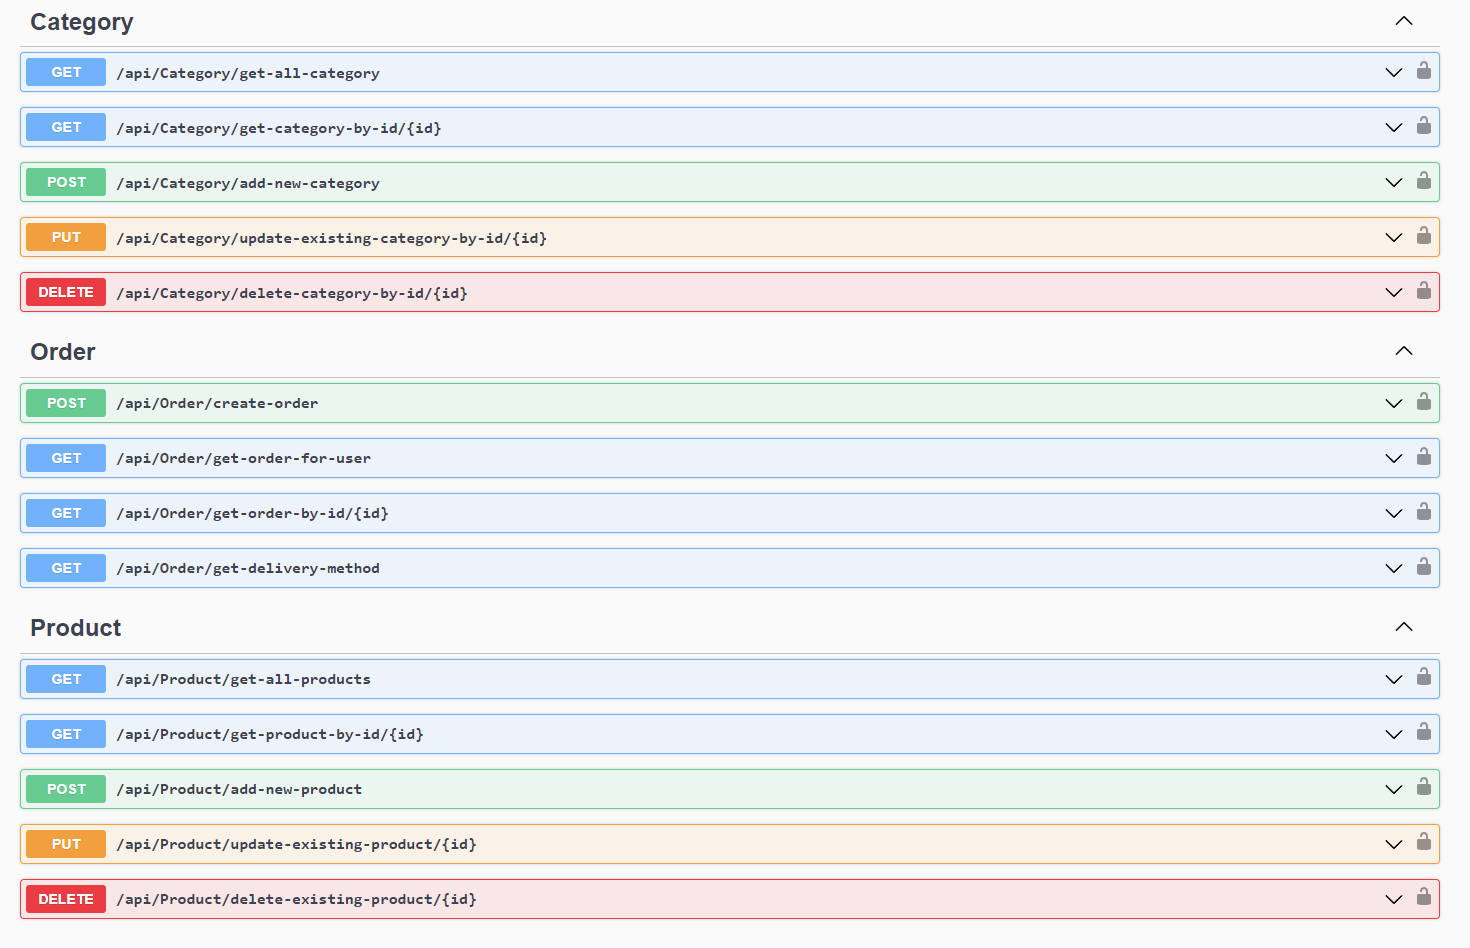 Category
GET /api/Category/get-all-category
GET /api/Category/get-category-by-id/{id}
POST /api/Category/add-new-category
PUT /api/Category/update-existing-category-by-id/{id}
DELETE /api/Category/delete-category-by-id/{id}
Order
POST /api/Order/create-order
GET /api/Order/get-order-for-user
GET /api/Order/get-order-by-id/{id}
GET /api/Order/get-delivery-method
Product
GET /api/Product/get-all-products
GET /api/Product/get-product-by-id/{id}
POST /api/Product/add-new-product
PUT /api/Product/update-existing-product/{id}
DELETE /api/Product/delete-existing-product/{id}